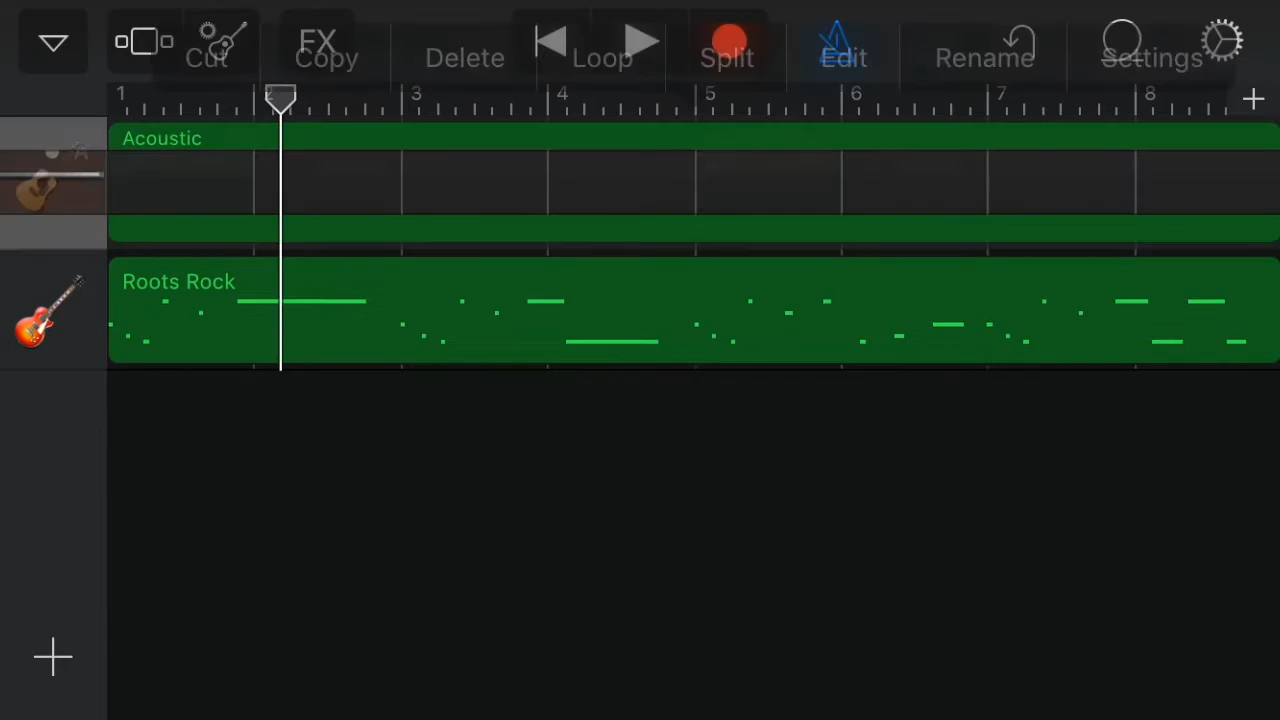 FX
Cut Copy Delete Loop Split Edit Rename Settings
1 2 3 4 5 6 7 8
Acoustic
Roots Rock